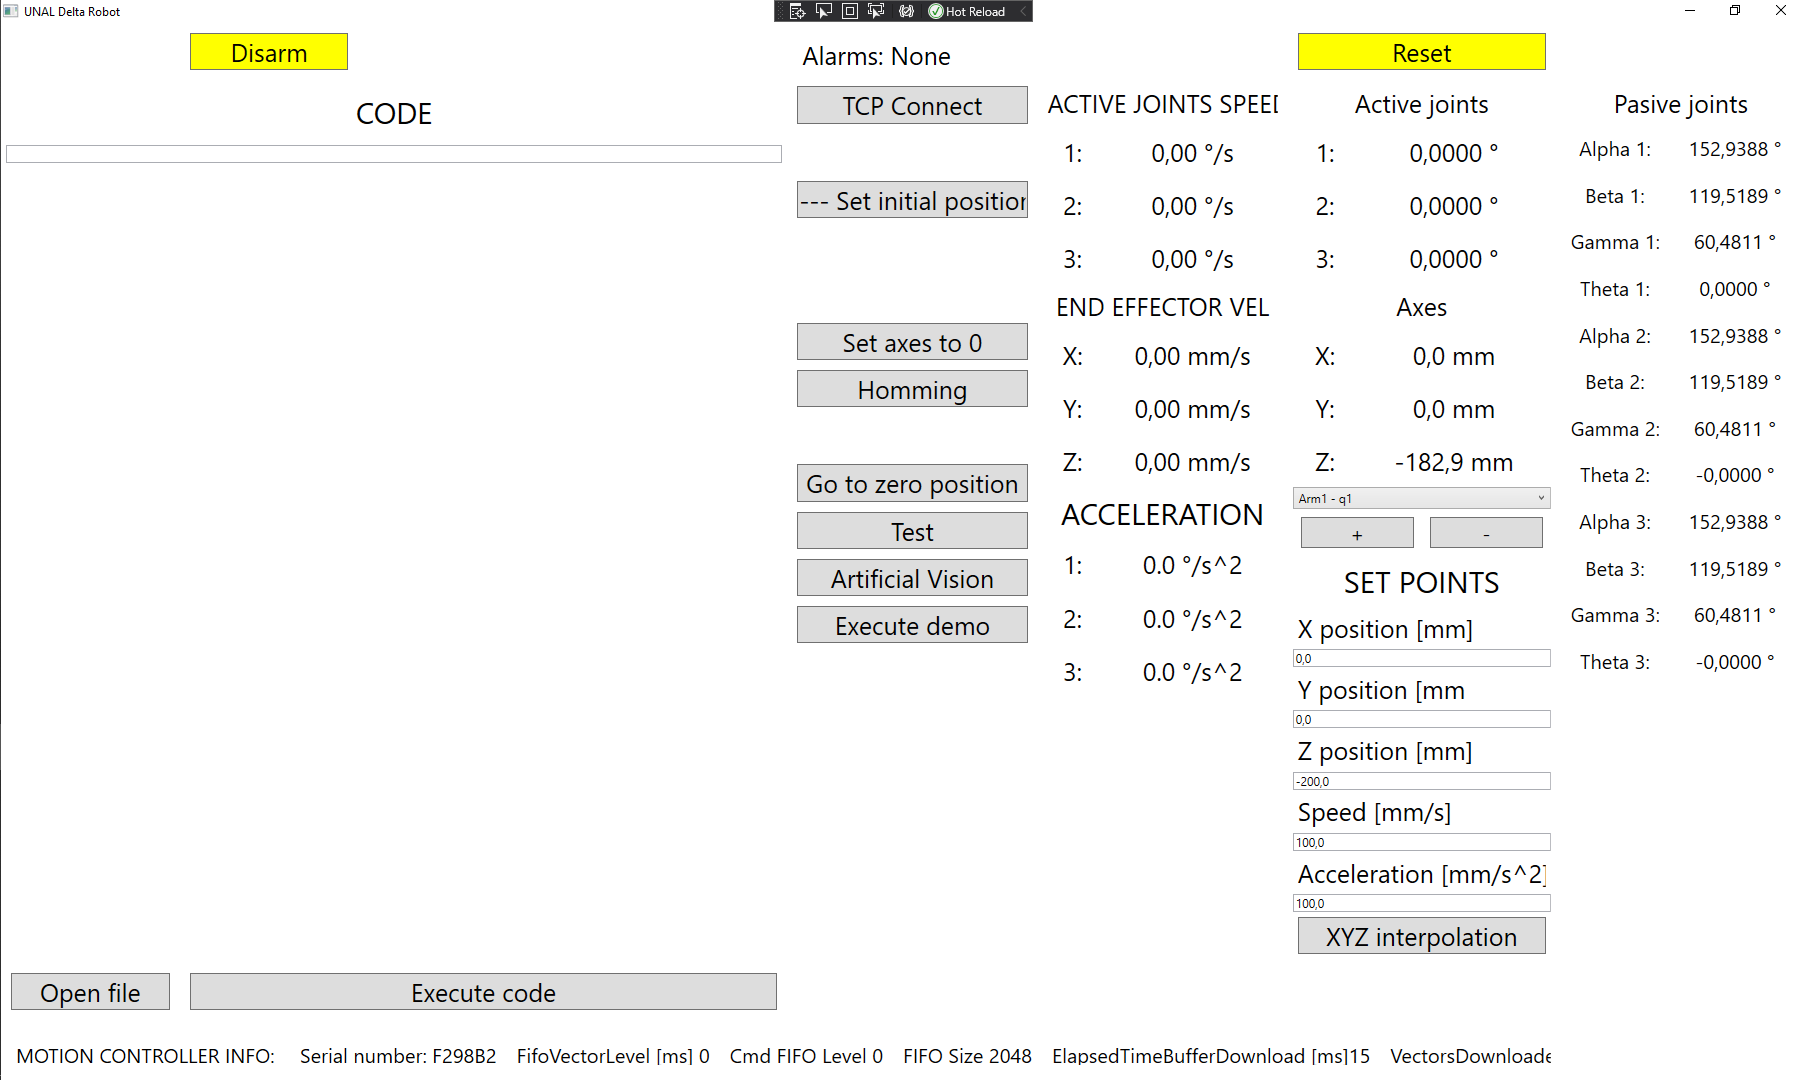 UNAL Delta Robot
Hot Reload
Disarm
CODE
Open file
Execute code
Alarms: None
TCP Connect
--- Set initial position
Set axes to 0
Homming
Go to zero position
Test
Artificial Vision
Execute demo
ACTIVE JOINTS SPEED
1: 0,00 °/s
2: 0,00 °/s
3: 0,00 °/s
END EFFECTOR VEL
X: 0,00 mm/s
Y: 0,00 mm/s
Z: 0,00 mm/s
ACCELERATION
1: 0.0 °/s^2
2: 0.0 °/s^2
3: 0.0 °/s^2
Reset
Active joints
1: 0,0000 °
2: 0,0000 °
3: 0,0000 °
Axes
X: 0,0 mm
Y: 0,0 mm
Z: -182,9 mm
Arm1 - q1
+ -
SET POINTS
X position [mm]
0,0
Y position [mm
0,0
Z position [mm]
-200,0
Speed [mm/s]
100,0
Acceleration [mm/s^2]
100,0
XYZ interpolation
Pasive joints
Alpha 1: 152,9388 °
Beta 1: 119,5189 °
Gamma 1: 60,4811 °
Theta 1: 0,0000 °
Alpha 2: 152,9388 °
Beta 2: 119,5189 °
Gamma 2: 60,4811 °
Theta 2: -0,0000 °
Alpha 3: 152,9388 °
Beta 3: 119,5189 °
Gamma 3: 60,4811 °
Theta 3: -0,0000 °
MOTION CONTROLLER INFO: Serial number: F298B2 FifoVectorLevel [ms] 0 Cmd FIFO Level 0 FIFO Size 2048 ElapsedTimeBufferDownload [ms]15 VectorsDownloade